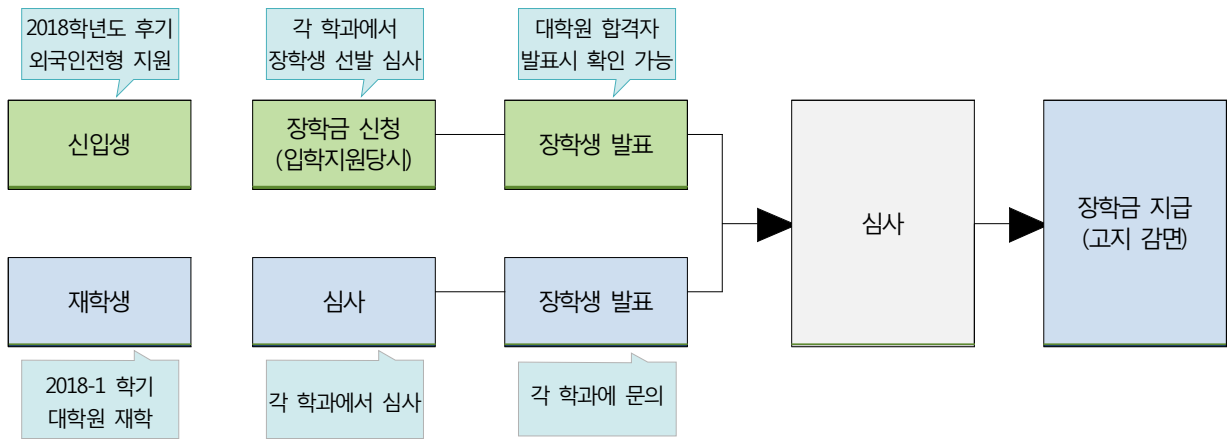 2018학년도 후기
외국인전형 지원
각 학과에서
장학생 선발 심사
대학원 합격자
발표시 확인 가능
신입생
장학금 신청
(입학지원당시)
장학생 발표
심사
장학금 지급
(고지 감면)
재학생
심사
장학생 발표
2018-1 학기
대학원 재학
각 학과에서 심사
각 학과에 문의